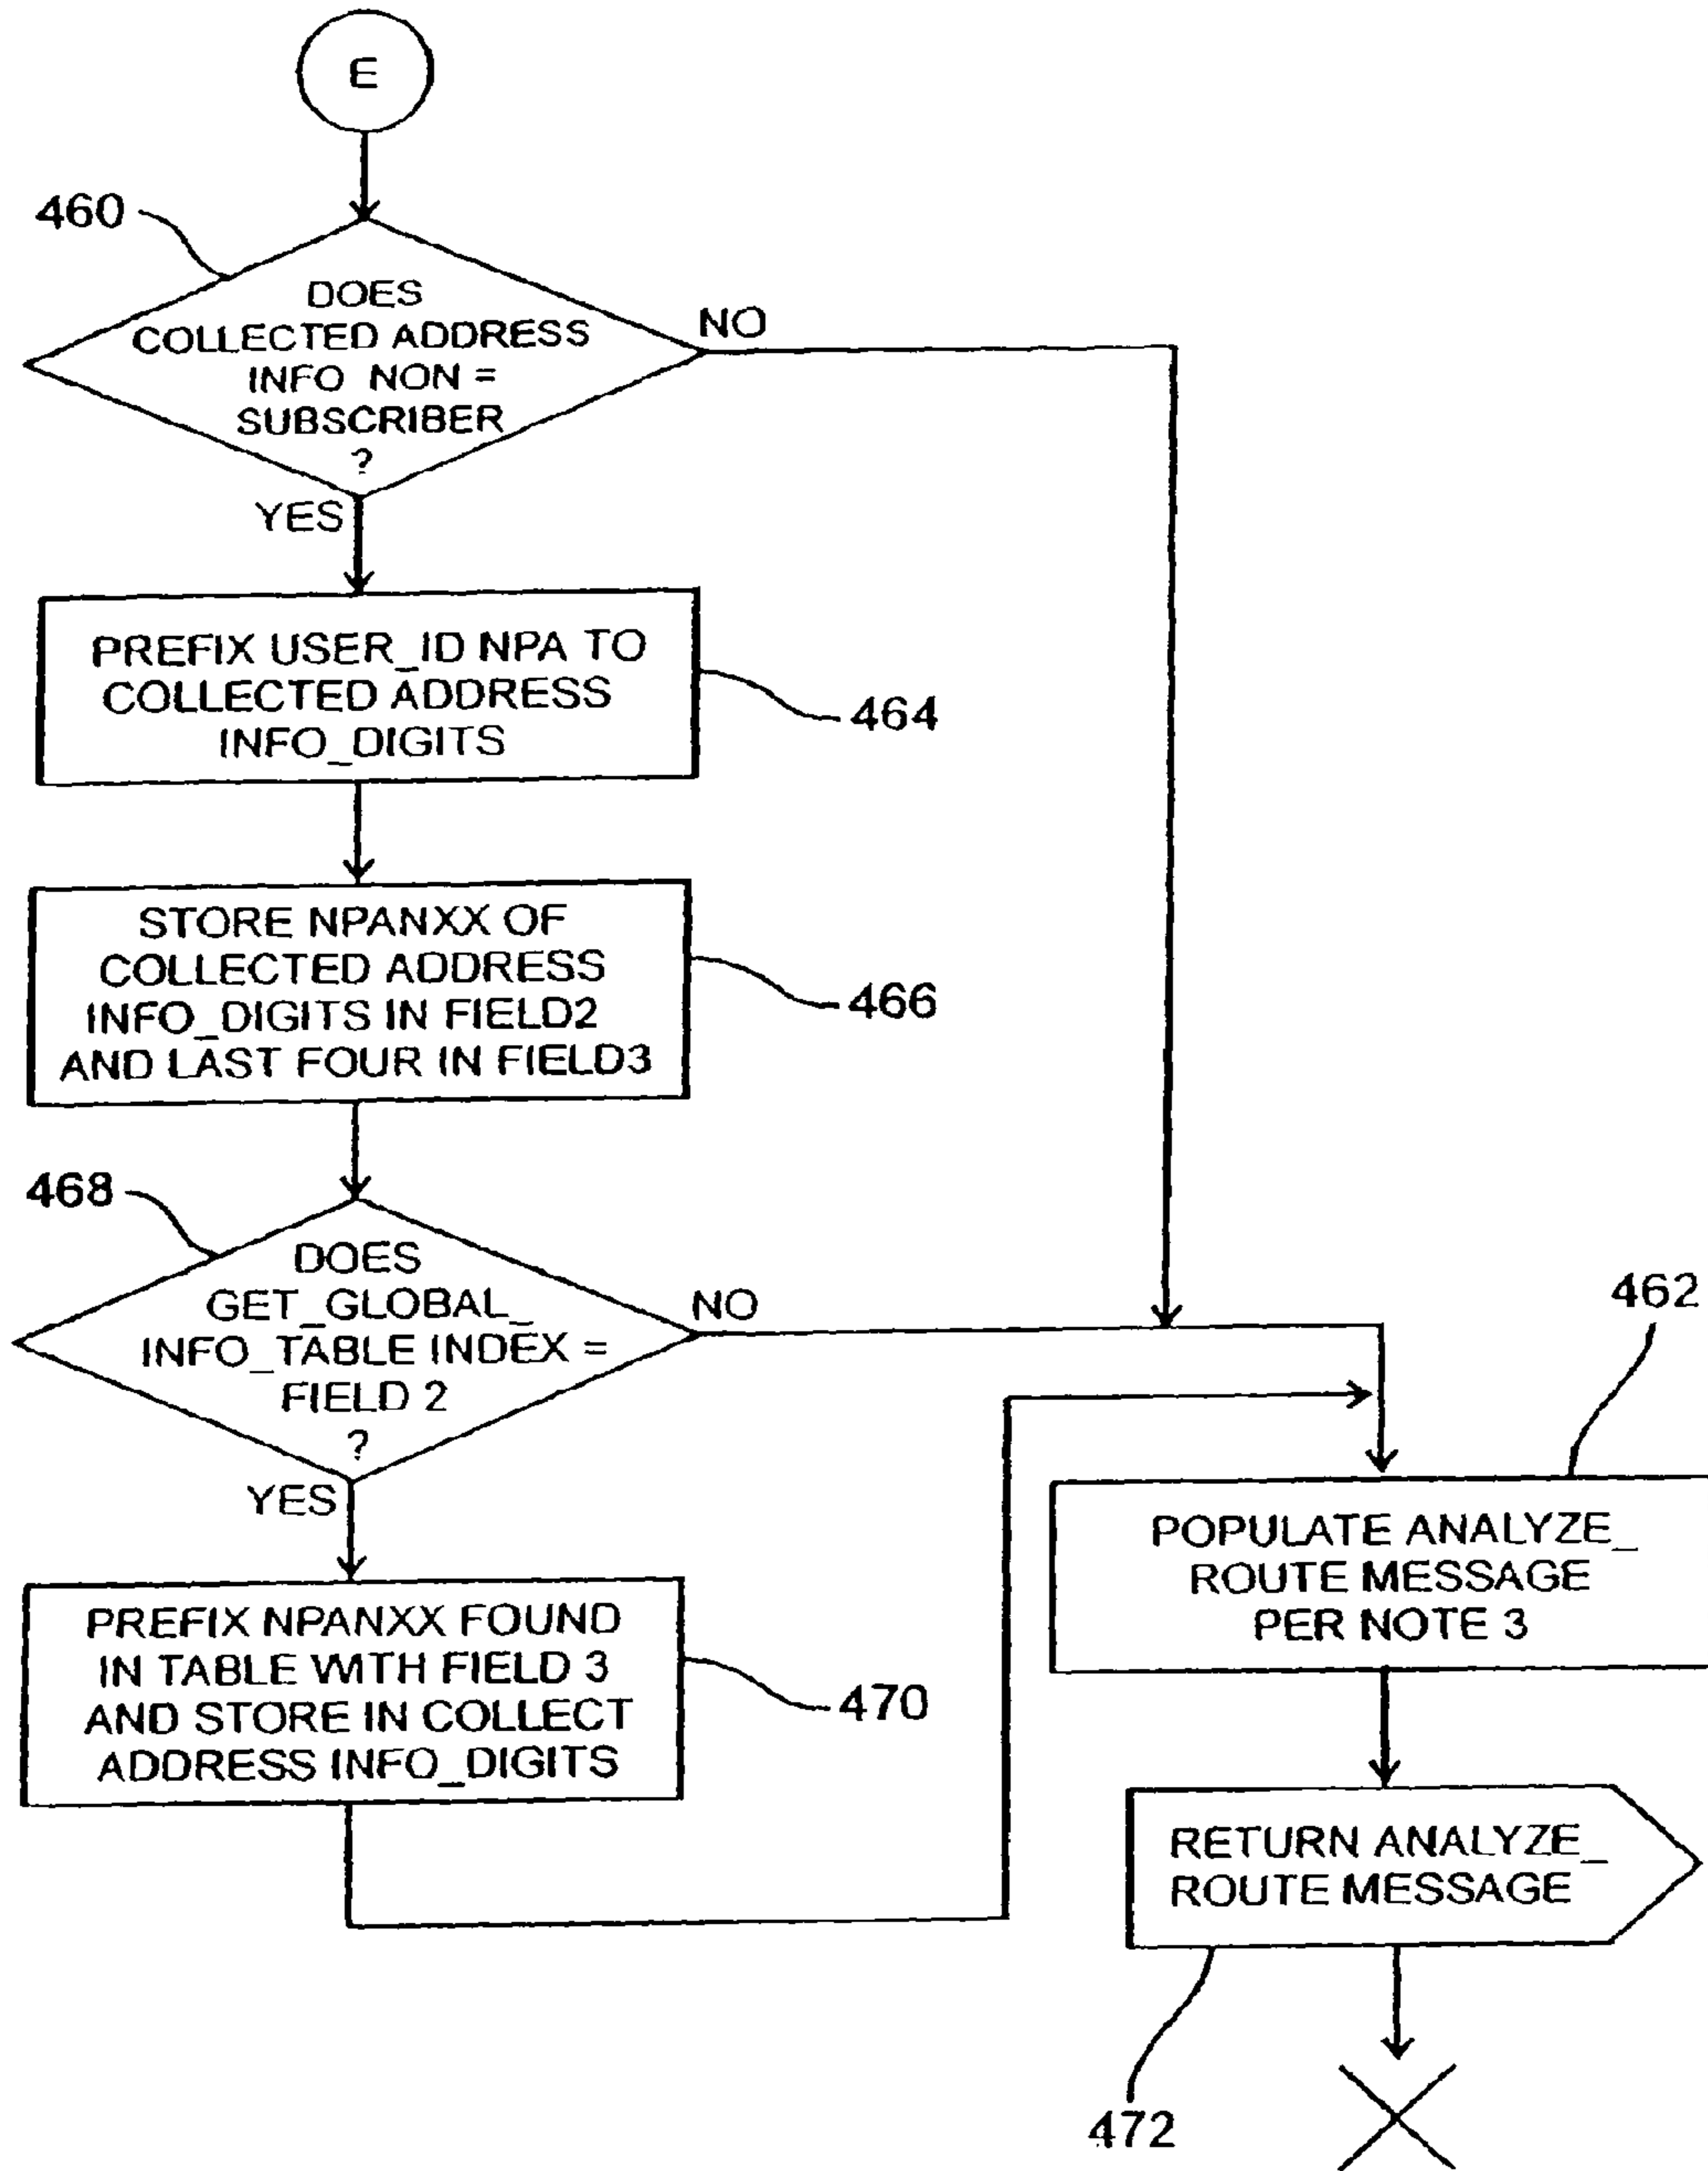 E
460
DOES
COLLECTED ADDRESS
INFO NON =
SUBSCRIBER
?
NO
YES
PREFIX USER_ID NPA TO
COLLECTED ADDRESS
INFO_DIGITS
464
STORE NPANXX OF
COLLECTED ADDRESS
INFO_DIGITS IN FIELD2
AND LAST FOUR IN FIELD3
466
468
DOES
GET_GLOBAL_
INFO_TABLE INDEX =
FIELD 2
?
NO
YES
PREFIX NPANXX FOUND
IN TABLE WITH FIELD 3
AND STORE IN COLLECT
ADDRESS INFO_DIGITS
470
462
POPULATE ANALYZE_
ROUTE MESSAGE
PER NOTE 3
RETURN ANALYZE_
ROUTE MESSAGE
472